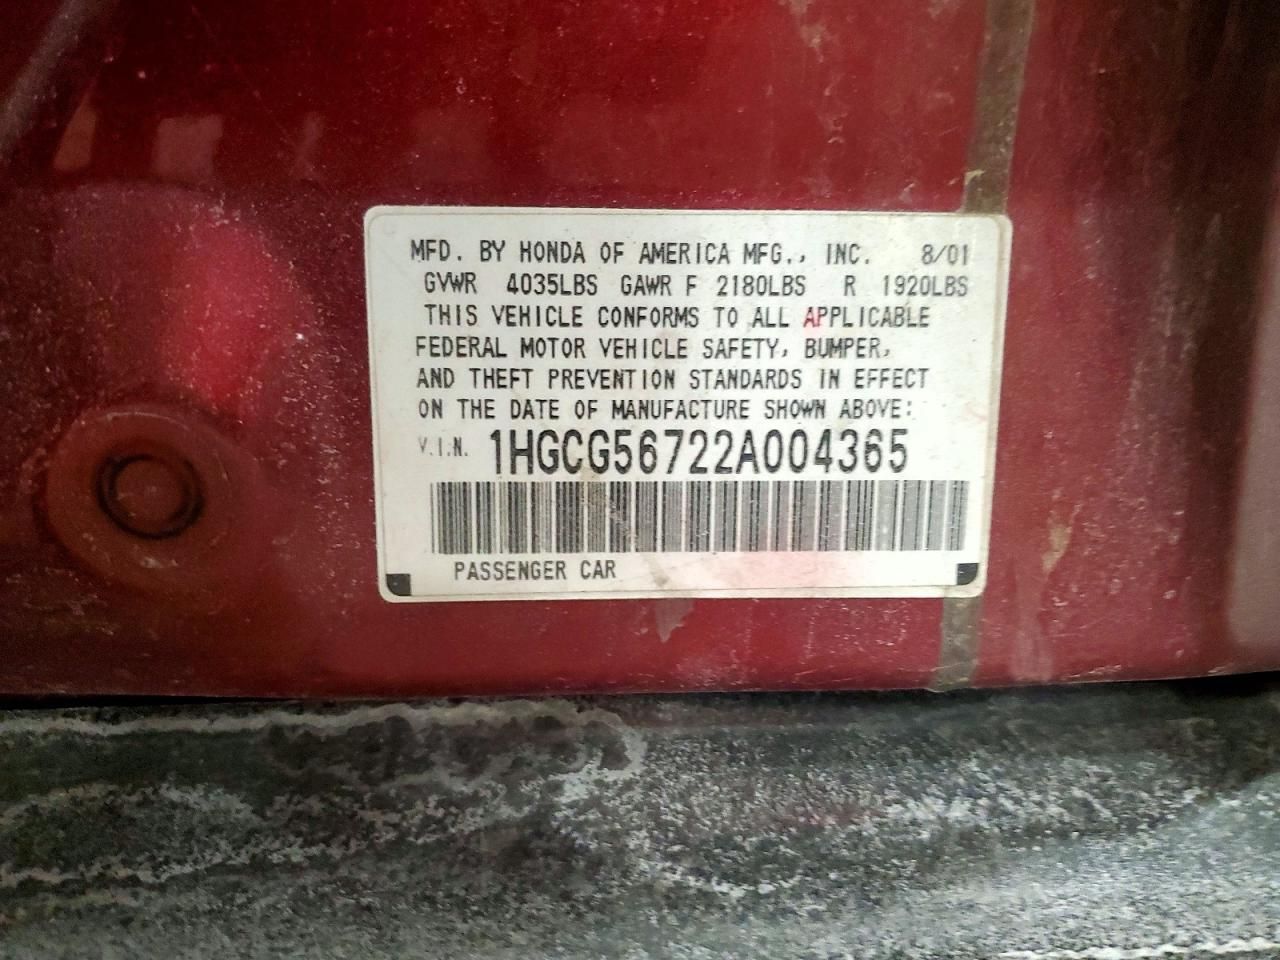 MFD. BY HONDA OF AMERICA MFG., INC. 8/01
GVWR 4035LBS GAWR F 2180LBS R 1920LBS
THIS VEHICLE CONFORMS TO ALL APPLICABLE
FEDERAL MOTOR VEHICLE SAFETY, BUMPER,
AND THEFT PREVENTION STANDARDS IN EFFECT
ON THE DATE OF MANUFACTURE SHOWN ABOVE:
V.I.N. 1HGCG56722A004365
PASSENGER CAR